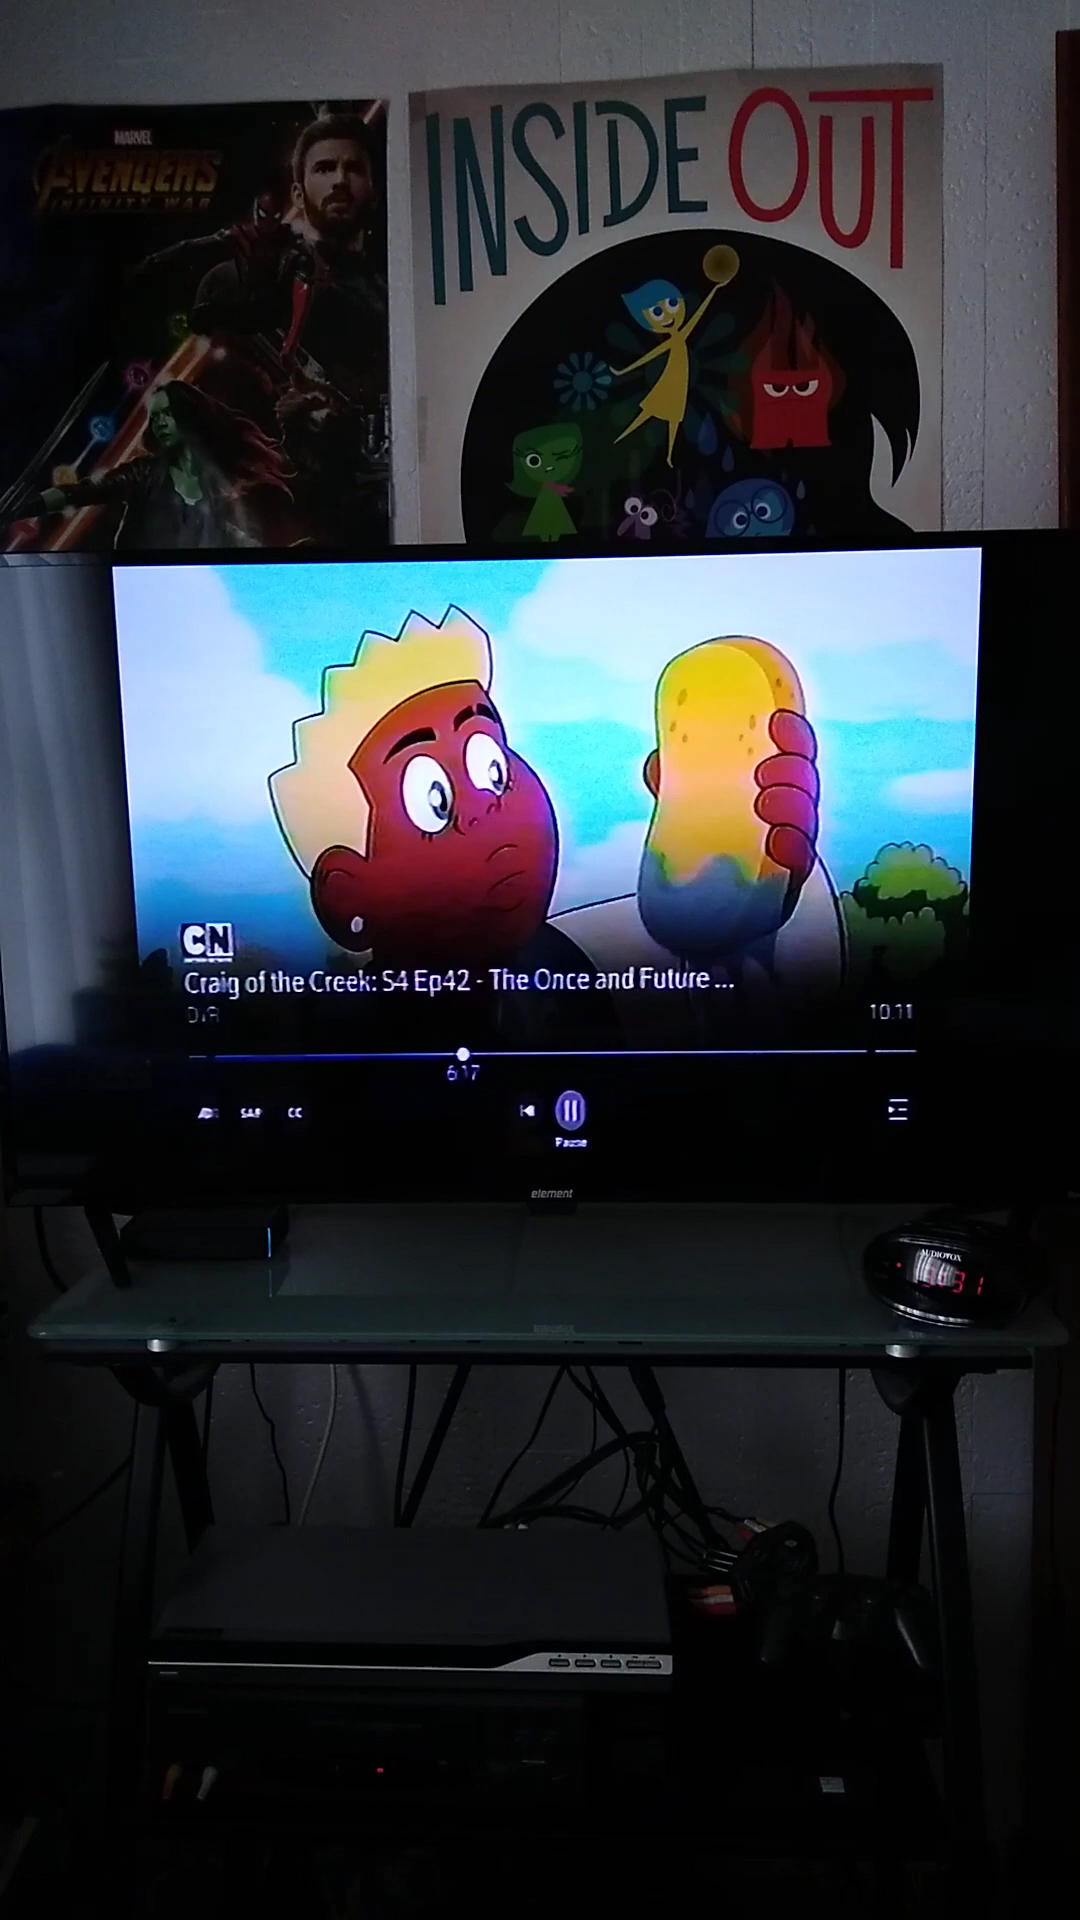 MARVEL
AVENGERS
INFINITY WAR
INSIDE OUT
CN
Craig of the Creek: S4 Ep42 - The Once and Future ...
10:11
6:17
SAP
CC
Pause
element
AUDIOVOX